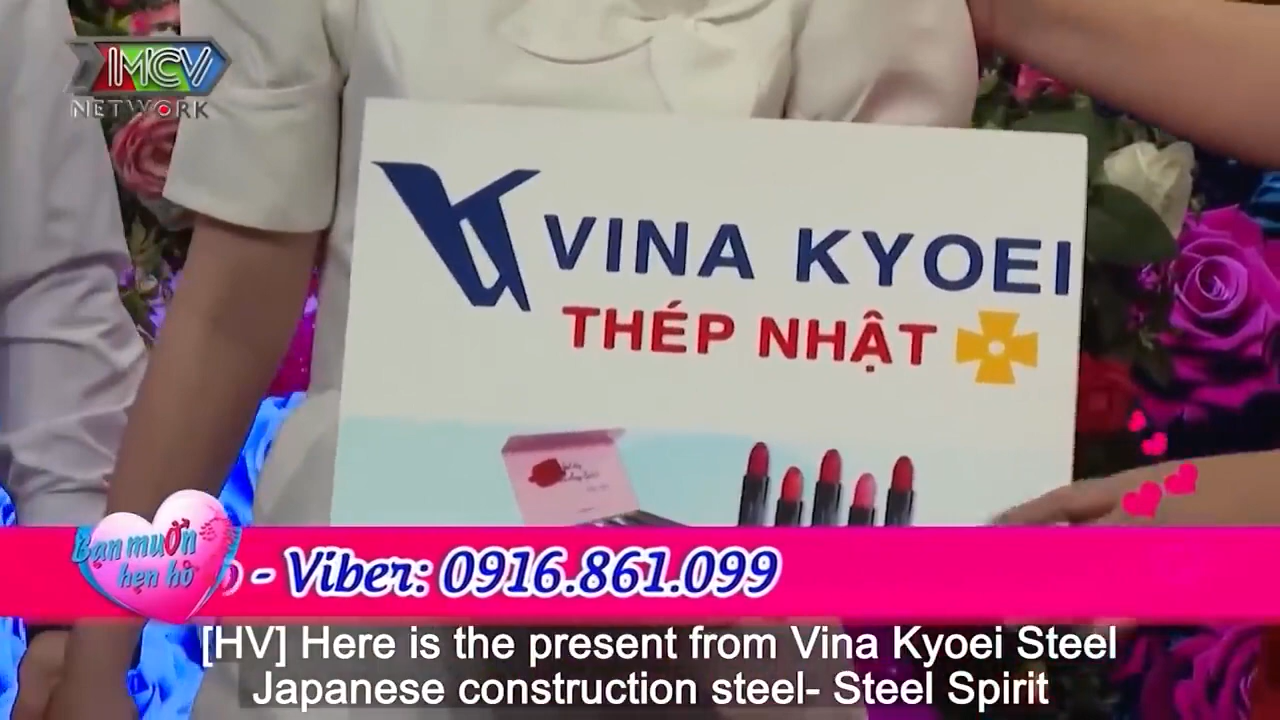 MCV
NETWORK
VINA KYOEI
THÉP NHẬT
Bạn muốn
hẹn hò
- Viber: 0916.861.099
[HV] Here is the present from Vina Kyoei Steel
Japanese construction steel- Steel Spirit